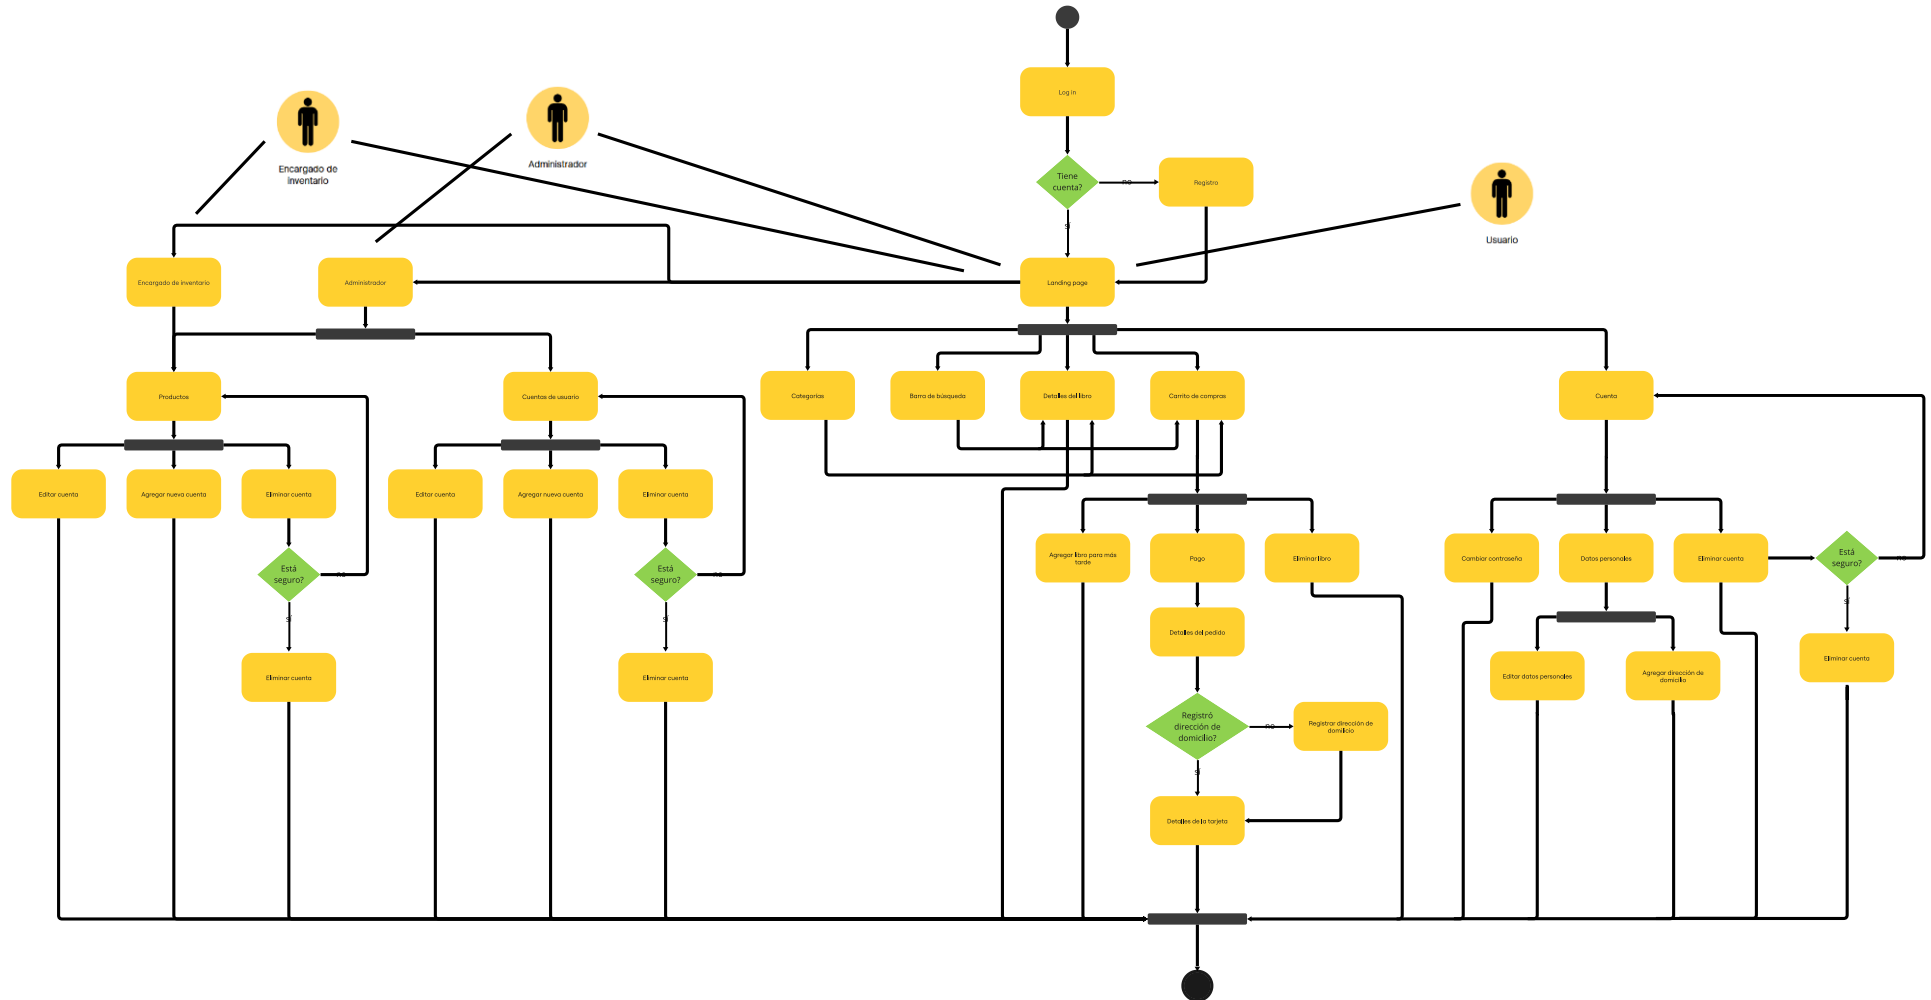 Log in
Encargado de
inventario
Administrador
Tiene
cuenta?
no
Registro
Usuario
sí
Encargado de inventario
Administrador
Landing page
Productos
Cuentas de usuario
Categorías
Barra de búsqueda
Detalles del libro
Carrito de compras
Cuenta
Editar cuenta
Agregar nueva cuenta
Eliminar cuenta
Editar cuenta
Agregar nueva cuenta
Eliminar cuenta
Agregar libro para más
tarde
Pago
Eliminar libro
Cambiar contraseña
Datos personales
Eliminar cuenta
Está
seguro?
no
Está
seguro?
no
Está
seguro?
no
sí
sí
sí
Detalles del pedido
Eliminar cuenta
Eliminar cuenta
Editar datos personales
Agregar dirección de
domicilio
Eliminar cuenta
Registró
dirección de
domicilio?
no
Registrar dirección de
domilicio
sí
Detalles de la tarjeta